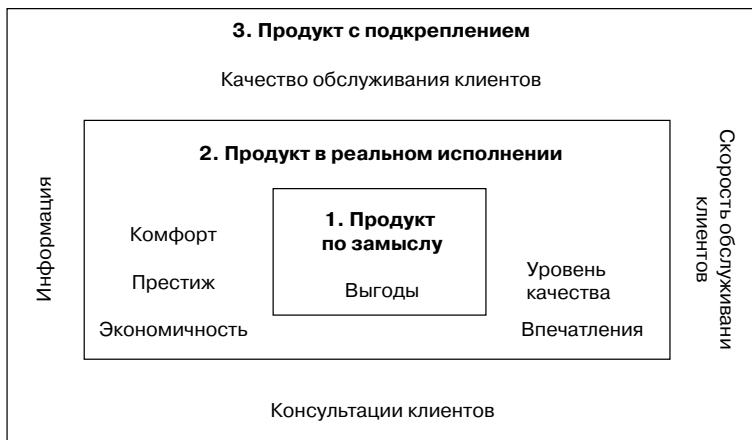 3. Продукт с подкреплением
Качество обслуживания клиентов
2. Продукт в реальном исполнении
1. Продукт
по замыслу
Выгоды
Комфорт
Престиж
Экономичность
Уровень
качества
Впечатления
Информация
Скорость обслуживани
клиентов
Консультации клиентов